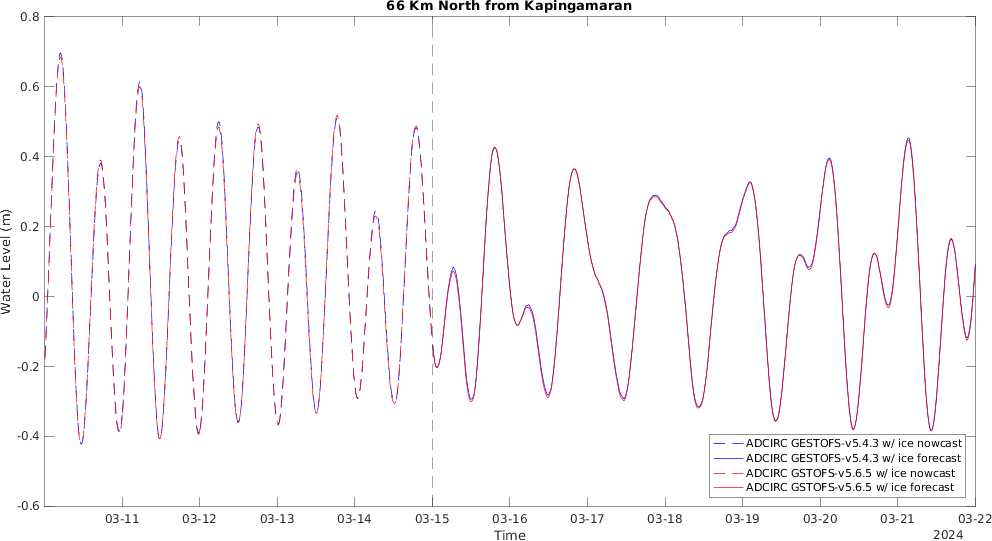 66 Km North from Kapingamaran
Water Level (m)
0.8
0.6
0.4
0.2
0
-0.2
-0.4
-0.6
ADCIRC GESTOFS-v5.4.3 w/ ice nowcast
ADCIRC GESTOFS-v5.4.3 w/ ice forecast
ADCIRC GSTOFS-v5.6.5 w/ ice nowcast
ADCIRC GSTOFS-v5.6.5 w/ ice forecast
03-11 03-12 03-13 03-14 03-15 03-16 03-17 03-18 03-19 03-20 03-21 03-22
Time
2024